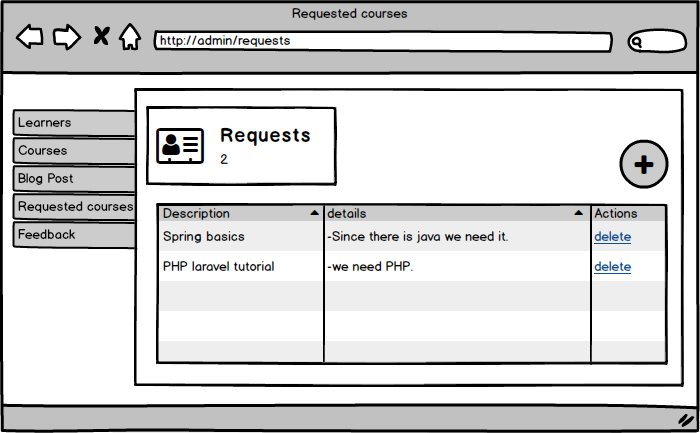 Requested courses
http://admin/requests
Learners
Courses
Blog Post
Requested courses
Feedback
Requests
2
Description details Actions
Spring basics -Since there is java we need it. delete
PHP laravel tutorial -we need PHP. delete